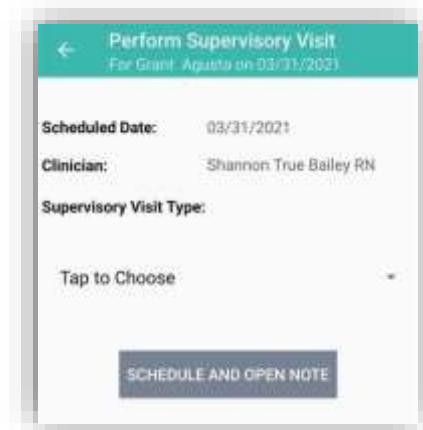 Perform Supervisory Visit
For Grant Agusta on 03/31/2021
Scheduled Date: 03/31/2021
Clinician: Shannon True Bailey RN
Supervisory Visit Type:
Tap to Choose
SCHEDULE AND OPEN NOTE